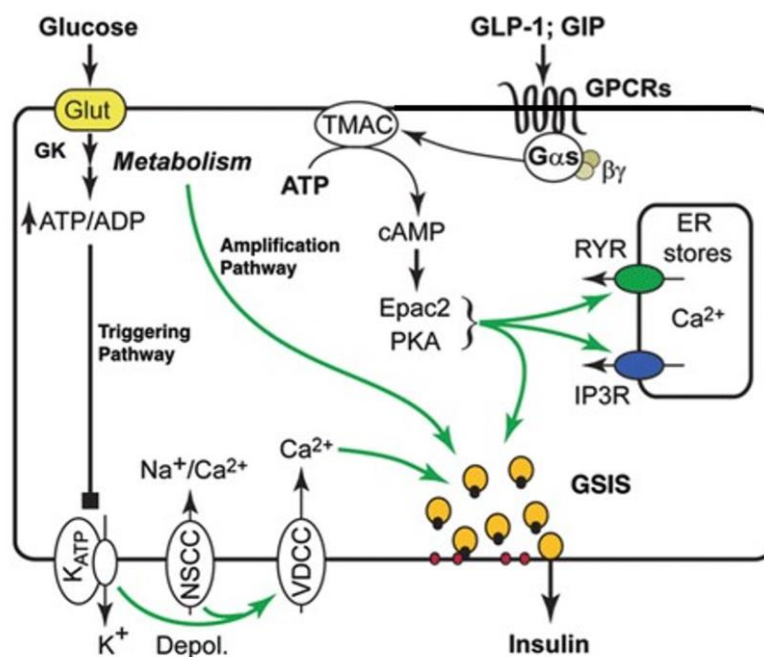 Glucose
GLP-1; GIP
Glut
GPCRs
TMAC
GK
Metabolism
Gαs
βγ
ATP
ATP/ADP
cAMP
Amplification
Pathway
RYR
ER
stores
Epac2
PKA
Ca²⁺
Triggering
Pathway
IP3R
Na⁺/Ca²⁺
Ca²⁺
GSIS
K_ATP
NSCC
VDCC
K⁺
Depol.
Insulin